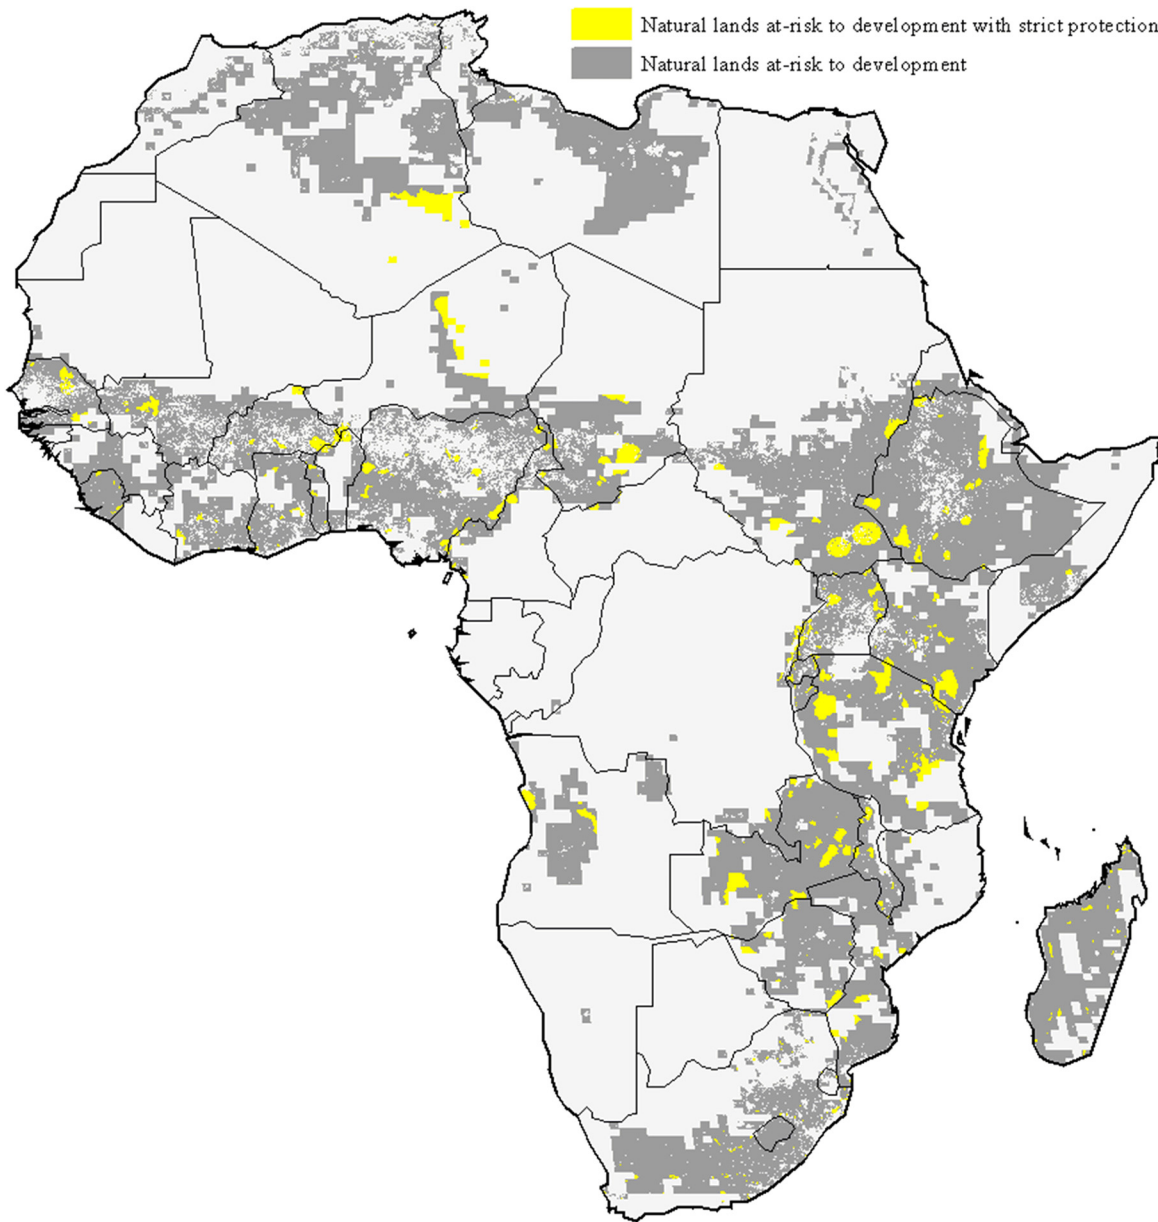 Natural lands at-risk to development with strict protection
Natural lands at-risk to development